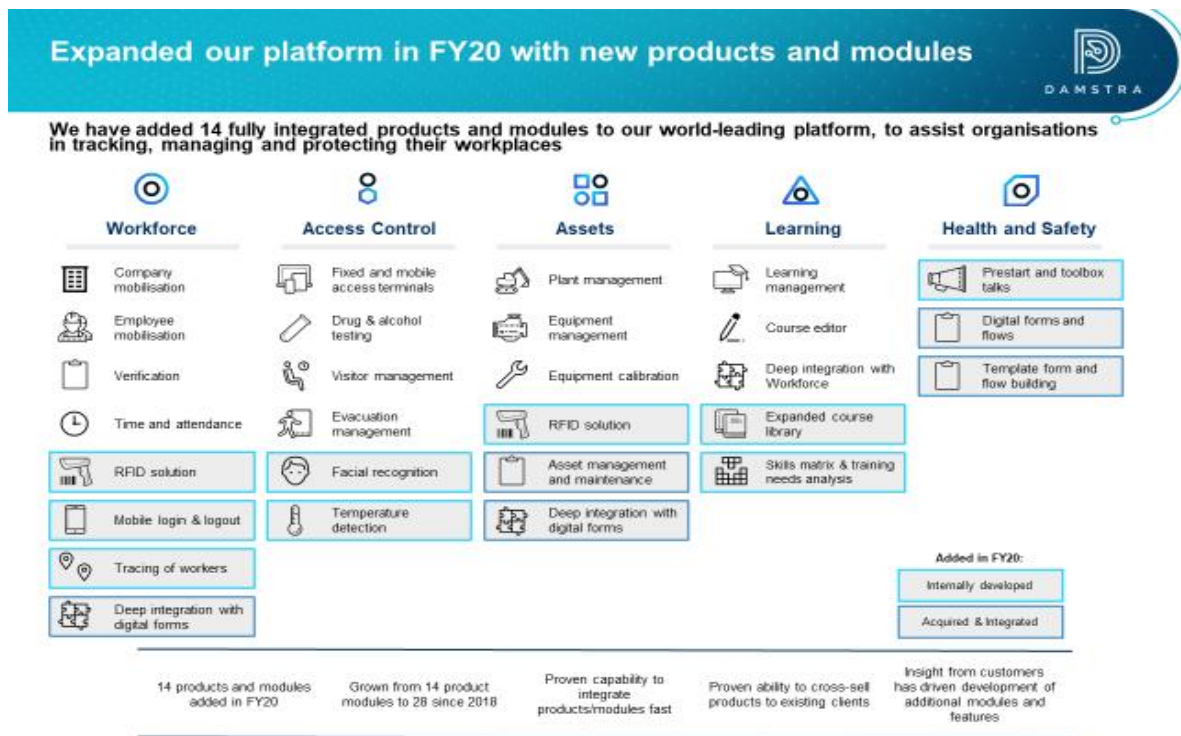 Expanded our platform in FY20 with new products and modules
DAMSTRA
We have added 14 fully integrated products and modules to our world-leading platform, to assist organisations
in tracking, managing and protecting their workplaces
Workforce
Company
mobilisation
Employee
mobilisation
Verification
Time and attendance
RFID solution
Mobile login & logout
Tracing of workers
Deep integration with
digital forms
Access Control
Fixed and mobile
access terminals
Drug & alcohol
testing
Visitor management
Evacuation
management
Facial recognition
Temperature
detection
Assets
Plant management
Equipment
management
Equipment calibration
RFID solution
Asset management
and maintenance
Deep integration with
digital forms
Learning
Learning
management
Course editor
Deep integration with
Workforce
Expanded course
library
Skills matrix & training
needs analysis
Health and Safety
Prestart and toolbox
talks
Digital forms and
flows
Template form and
flow building
Added in FY20:
Internally developed
Acquired & Integrated
14 products and modules
added in FY20
Grown from 14 product
modules to 28 since 2018
Proven capability to
integrate
products/modules fast
Proven ability to cross-sell
products to existing clients
Insight from customers
has driven development of
additional modules and
features